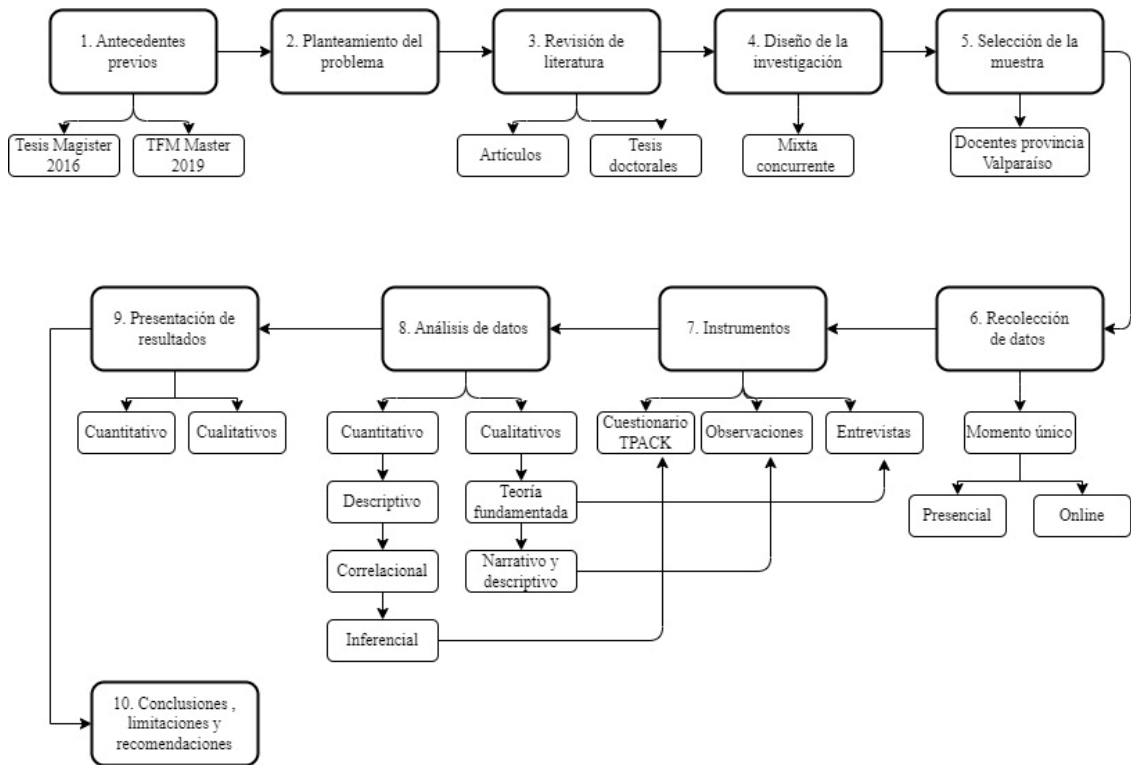 1. Antecedentes
previos
2. Planteamiento del
problema
3. Revisión de
literatura
4. Diseño de la
investigación
5. Selección de la
muestra
Tesis Magister
2016
TFM Master
2019
Artículos
Tesis
doctorales
Mixta
concurrente
Docentes provincia
Valparaíso
9. Presentación de
resultados
8. Análisis de datos
7. Instrumentos
6. Recolección
de datos
Cuantitativo
Cualitativos
Cuantitativo
Cualitativos
Cuestionario
TPACK
Observaciones
Entrevistas
Momento único
Descriptivo
Teoría
fundamentada
Presencial
Online
Correlacional
Narrativo y
descriptivo
Inferencial
10. Conclusiones ,
limitaciones y
recomendaciones